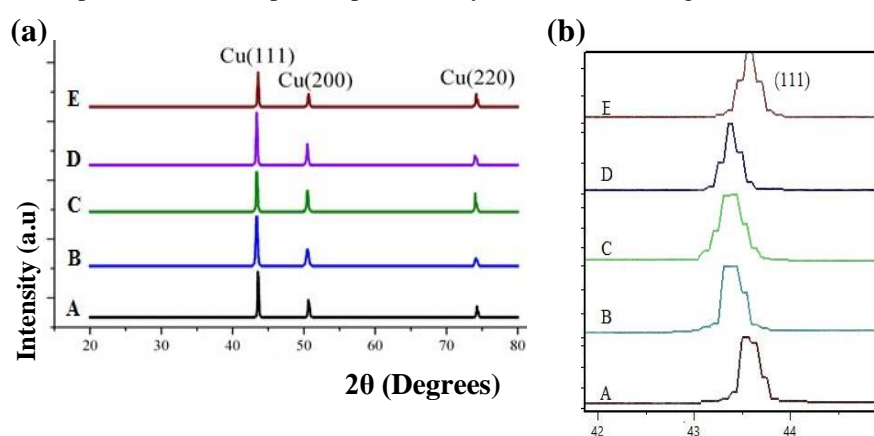 (a)
Cu(111)
Cu(200)
Cu(220)
E
D
C
B
A
Intensity (a.u)
20 30 40 50 60 70 80
2θ (Degrees)
(b)
(111)
E
D
C
B
A
42 43 44